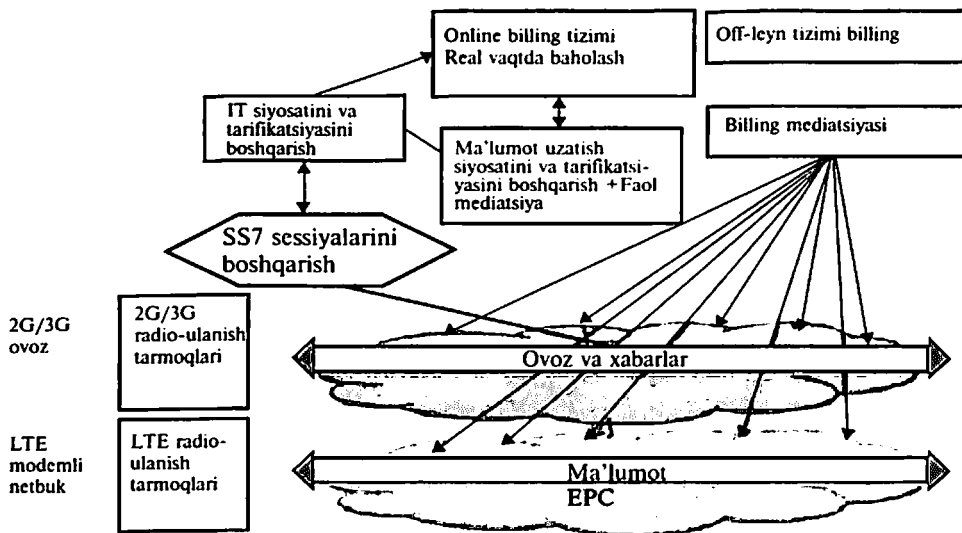 Online billing tizimi
Real vaqtda baholash
Off-leyn tizimi billing
IT siyosatini va
tarifikatsiyasini
boshqarish
Ma'lumot uzatish
siyosatini va tarifikatsi-
yasini boshqarish +Faol
mediatsiya
Billing mediatsiyasi
SS7 sessiyalarini
boshqarish
2G/3G
ovoz
2G/3G
radio-ulanish
tarmoqlari
Ovoz va xabarlar
LTE
modemli
netbuk
LTE radio-
ulanish
tarmoqlari
Ma'lumot
EPC